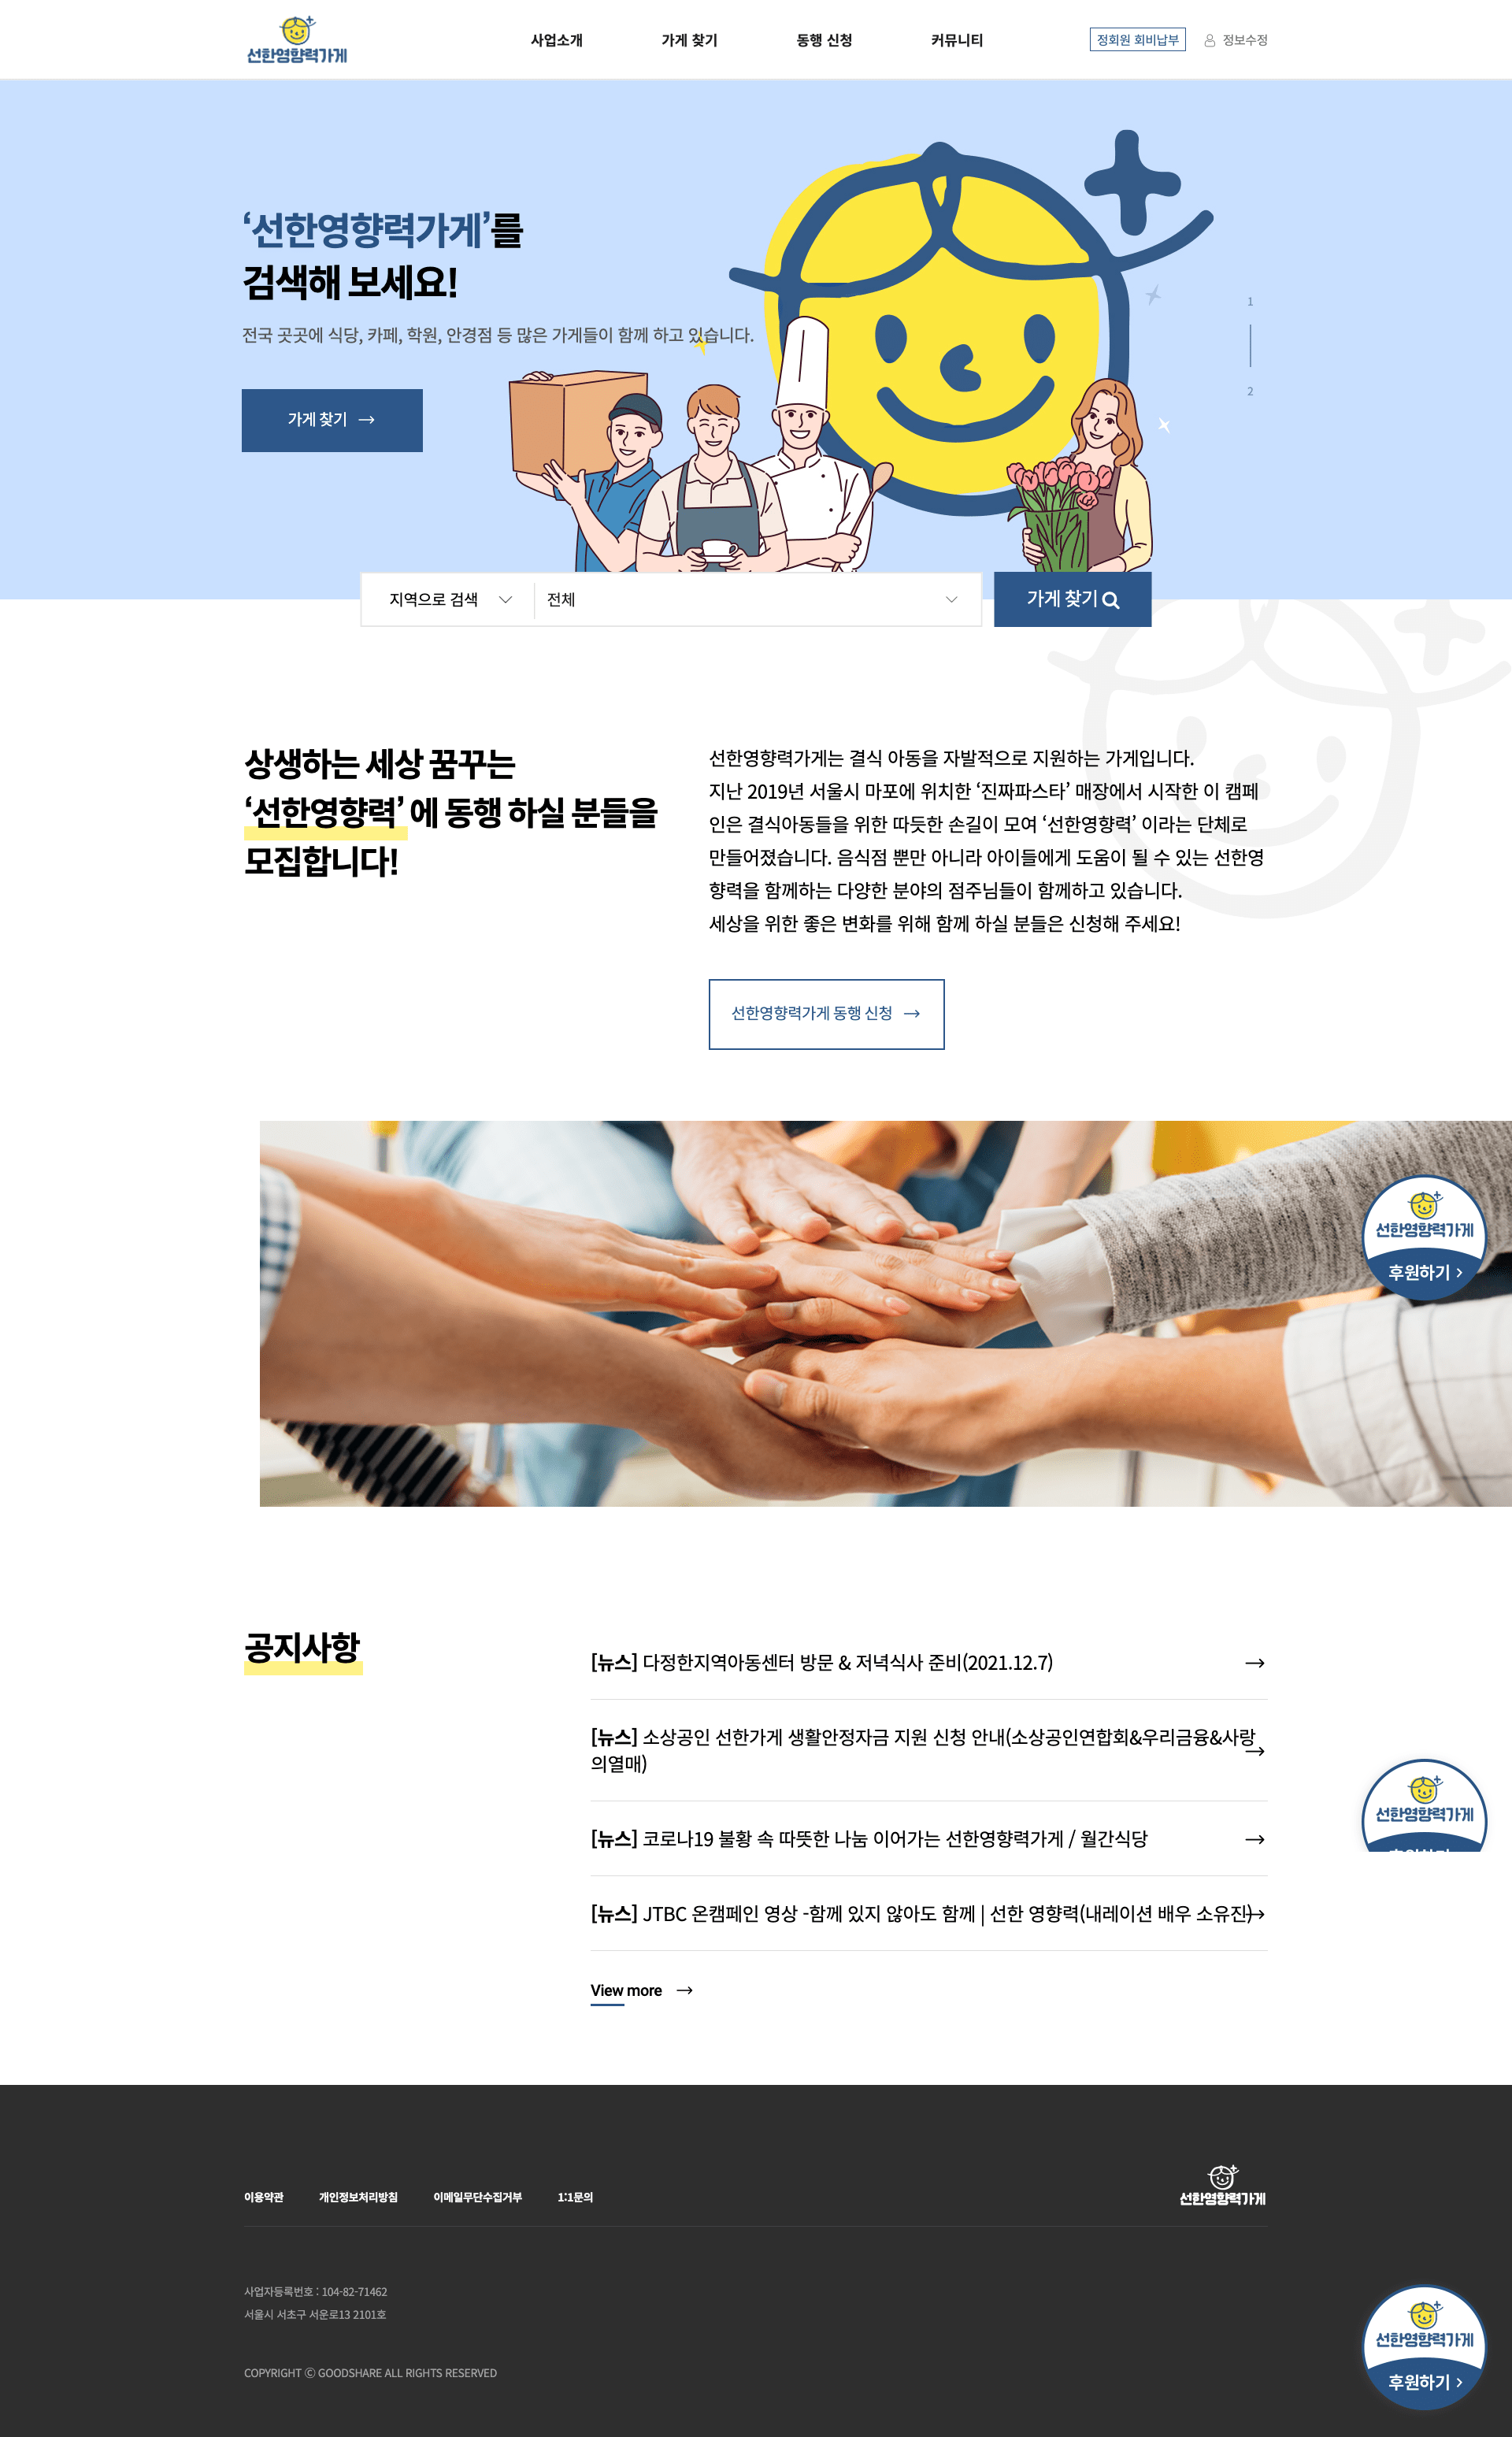 선한영향력가게
사업소개
가게 찾기
동행 신청
커뮤니티
정회원 회비납부
정보수정
‘선한영향력가게’를
검색해 보세요!
전국 곳곳에 식당, 카페, 학원, 안경점 등 많은 가게들이 함께 하고 있습니다.
가게 찾기
1
2
지역으로 검색
전체
가게 찾기
상생하는 세상 꿈꾸는
‘선한영향력’ 에 동행 하실 분들을
모집합니다!
선한영향력가게는 결식 아동을 자발적으로 지원하는 가게입니다.
지난 2019년 서울시 마포에 위치한 ‘진짜파스타’ 매장에서 시작한 이 캠페
인은 결식아동들을 위한 따듯한 손길이 모여 ‘선한영향력’ 이라는 단체로
만들어졌습니다. 음식점 뿐만 아니라 아이들에게 도움이 될 수 있는 선한영
향력을 함께하는 다양한 분야의 점주님들이 함께하고 있습니다.
세상을 위한 좋은 변화를 위해 함께 하실 분들은 신청해 주세요!
선한영향력가게 동행 신청
선한영향력가게
후원하기
공지사항
[뉴스] 다정한지역아동센터 방문 & 저녁식사 준비(2021.12.7)
[뉴스] 소상공인 선한가게 생활안정자금 지원 신청 안내(소상공인연합회&우리금융&사랑
의열매)
선한영향력가게
[뉴스] 코로나19 불황 속 따뜻한 나눔 이어가는 선한영향력가게 / 월간식당
[뉴스] JTBC 온캠페인 영상 -함께 있지 않아도 함께 | 선한 영향력(내레이션 배우 소유진)
View more
이용약관
개인정보처리방침
이메일무단수집거부
1:1문의
선한영향력가게
사업자등록번호 : 104-82-71462
서울시 서초구 서운로13 2101호
COPYRIGHT ⓒ GOODSHARE ALL RIGHTS RESERVED
선한영향력가게
후원하기